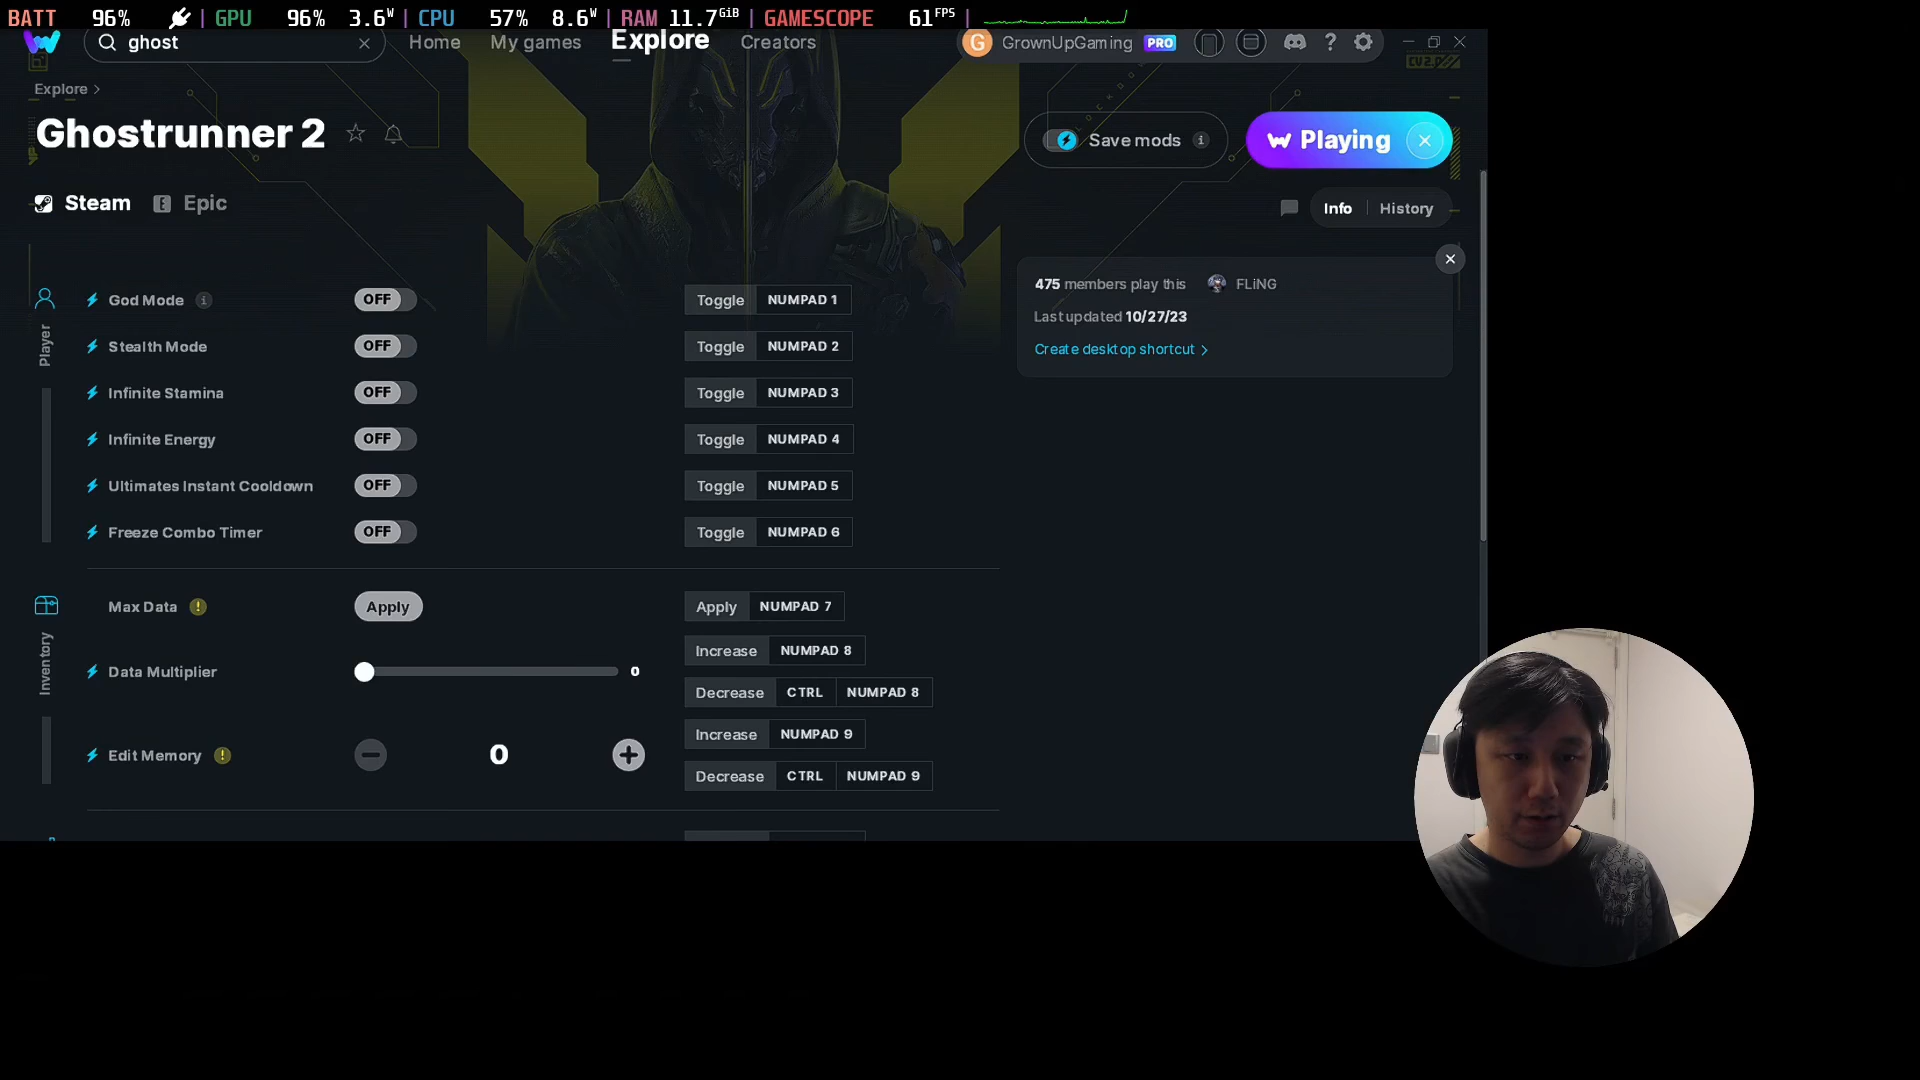 BATT 96% GPU 96% 3.6W CPU 57% 8.6W RAM 11.7GiB GAMESCOPE 61FPS
ghost Home My games Explore Creators G GrownUpGaming PRO ?
Explore
Ghostrunner 2
Save mods
Playing
Steam Epic
Info History
475 members play this FLiNG
Last updated 10/27/23
Create desktop shortcut
Player
God Mode OFF Toggle NUMPAD 1
Stealth Mode OFF Toggle NUMPAD 2
Infinite Stamina OFF Toggle NUMPAD 3
Infinite Energy OFF Toggle NUMPAD 4
Ultimates Instant Cooldown OFF Toggle NUMPAD 5
Freeze Combo Timer OFF Toggle NUMPAD 6
Inventory
Max Data Apply Apply NUMPAD 7
Data Multiplier 0 Increase NUMPAD 8
Decrease CTRL NUMPAD 8
Edit Memory 0 Increase NUMPAD 9
Decrease CTRL NUMPAD 9